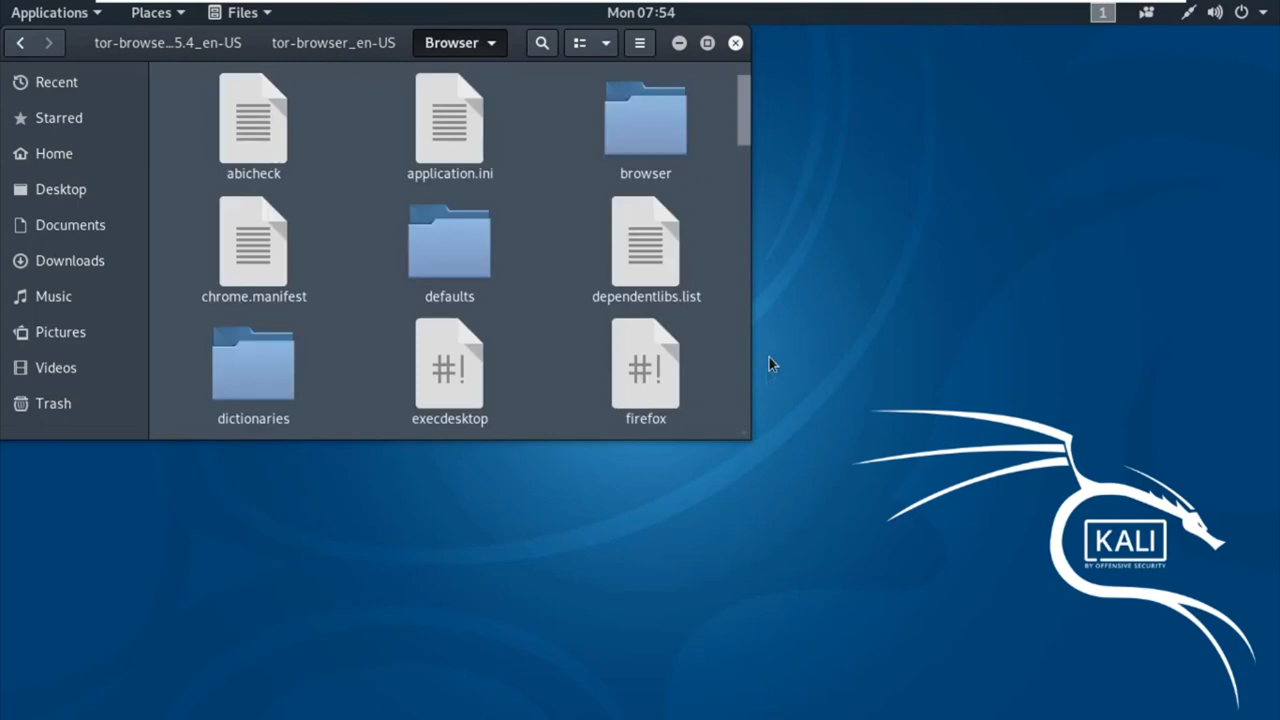 Applications Places Files Mon 07:54 1
tor-browse...5.4_en-US tor-browser_en-US Browser
Recent
Starred
Home
Desktop
Documents
Downloads
Music
Pictures
Videos
Trash
abicheck application.ini browser
chrome.manifest defaults dependentlibs.list
#! #!
dictionaries execdesktop firefox
KALI
BY OFFENSIVE SECURITY